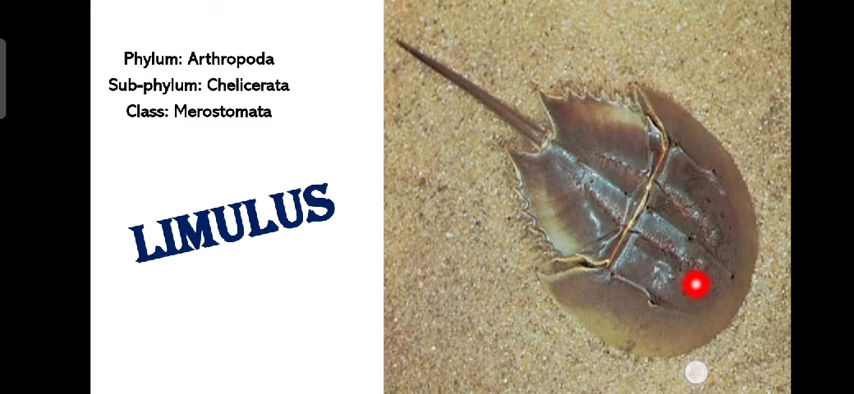 Phylum: Arthropoda
Sub-phylum: Chelicerata
Class: Merostomata
LIMULUS